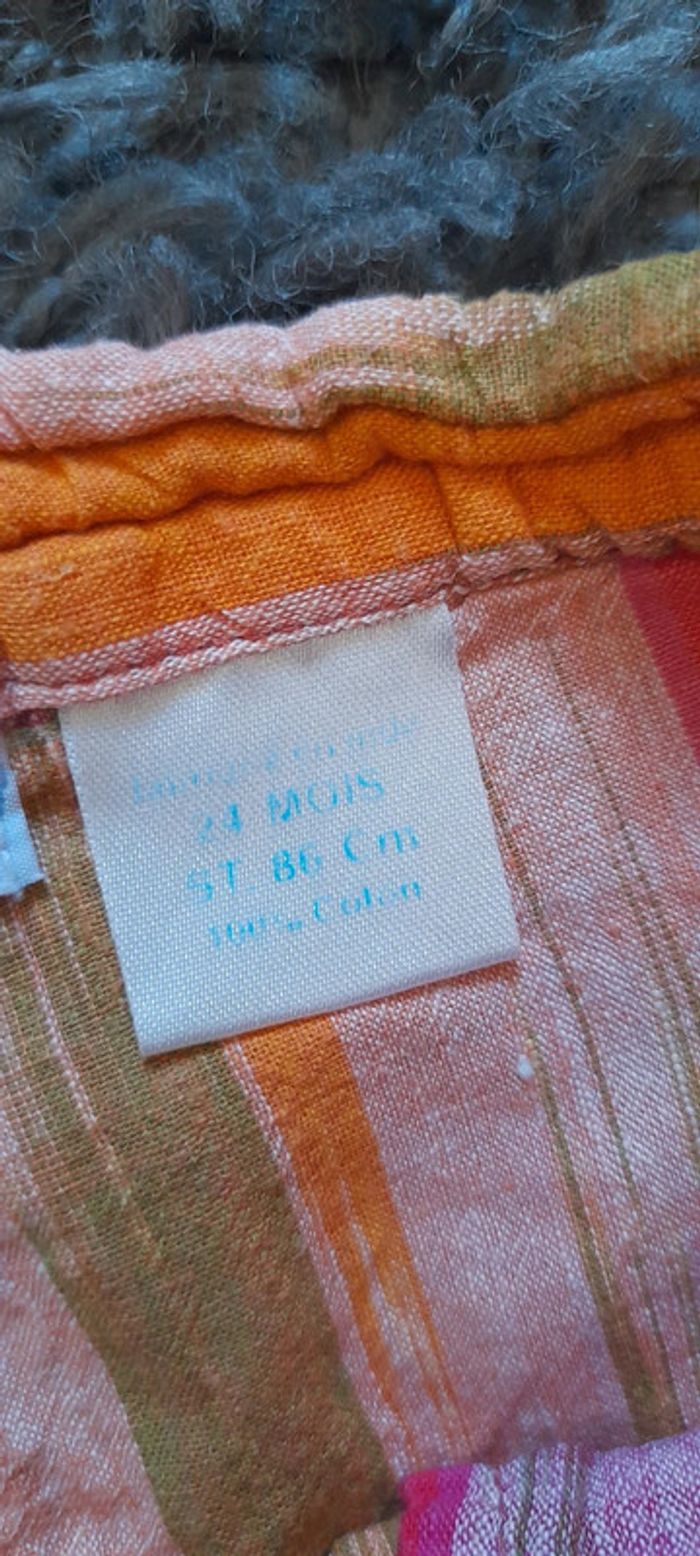 24 MOIS
ST. 86 Cm
100% Coton